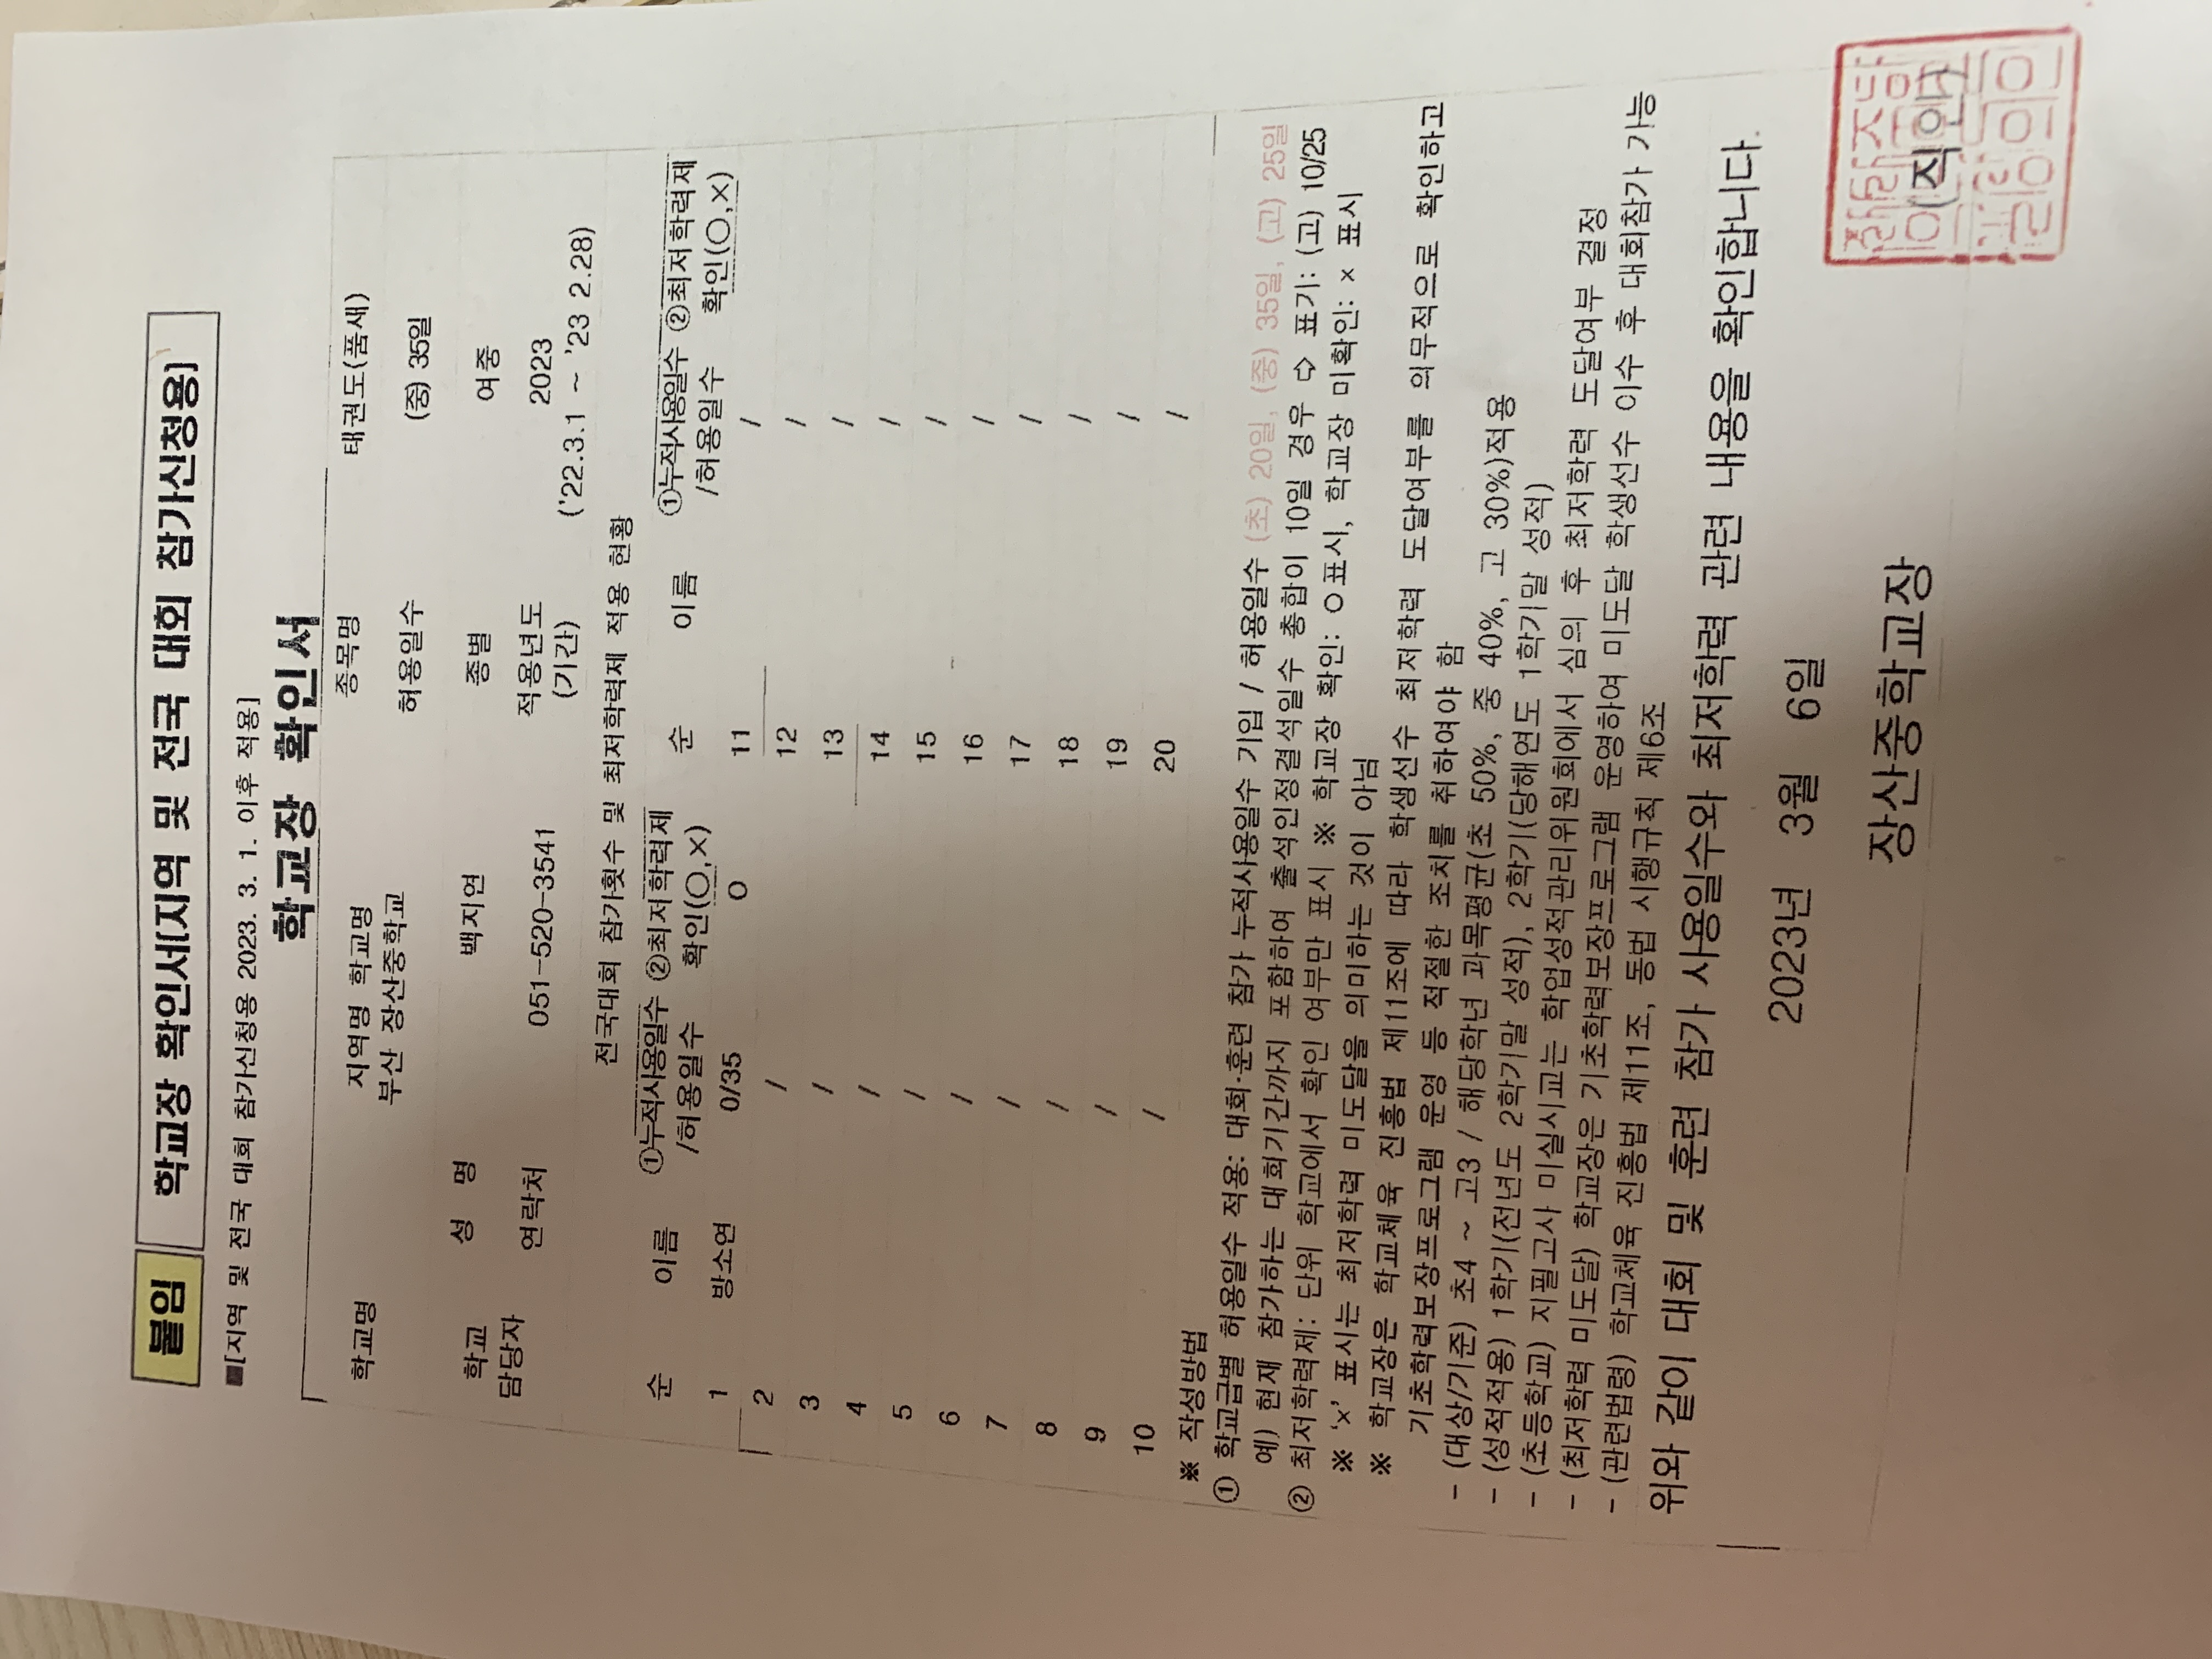 붙임 학교장 확인서[지역 및 전국 대회 참가신청용]
■[지역 및 전국 대회 참가신청용 2023. 3. 1. 이후 적용]
학교장 확인서
학교명 지역명 학교명 종목명 태권도(품새)
부산 장산중학교 허용일수 (중) 35일
학교 담당자 성 명 백지연 종별 여중
연락처 051-520-3541 적용년도 (기간) 2023
('22.3.1 ~ '23 2.28)
전국대회 참가횟수 및 최저학력제 적용 현황
순 이름 ①누적사용일수 /허용일수 ②최저학력제 확인(○,×) 순 이름 ①누적사용일수 /허용일수 ②최저학력제 확인(○,×)
1 방소연 0/35 O 11 /
2 / 12 /
3 / 13 /
4 / 14 /
5 / 15 /
6 / 16 /
7 / 17 /
8 / 18 /
9 / 19 /
10 / 20 /
※ 작성방법
① 학교급별 허용일수 적용: 대회·훈련 참가 누적사용일수 기입 / 허용일수 (초) 20일, (중) 35일, (고) 25일
예) 현재 참가하는 대회기간까지 포함하여 출석인정결석일수 총합이 10일 경우 ⇨ 표기: (고) 10/25
② 최저학력제: 단위 학교에서 확인 여부만 표시 ※ 학교장 확인: O표시, 학교장 미확인: × 표시
※ '×' 표시는 최저학력 미도달을 의미하는 것이 아님
※ 학교장은 학교체육 진흥법 제11조에 따라 학생선수 최저학력 도달여부를 의무적으로 확인하고
기초학력보장프로그램 운영 등 적절한 조치를 취하여야 함
- (대상/기준) 초4 ~ 고3 / 해당학년 과목평균(초 50%, 중 40%, 고 30%)적용
- (성적적용) 1학기(전년도 2학기말 성적), 2학기(당해연도 1학기말 성적)
- (초등학교) 지필고사 미실시교는 학업성적관리위원회에서 심의 후 최저학력 도달여부 결정
- (최저학력 미도달) 학교장은 기초학력보장프로그램 운영하여 미도달 학생선수 이수 후 대회참가 가능
- (관련법령) 학교체육 진흥법 제11조, 동법 시행규칙 제6조
위와 같이 대회 및 훈련 참가 사용일수와 최저학력 관련 내용을 확인합니다.
2023년 3월 6일
장산중학교장 (직인)